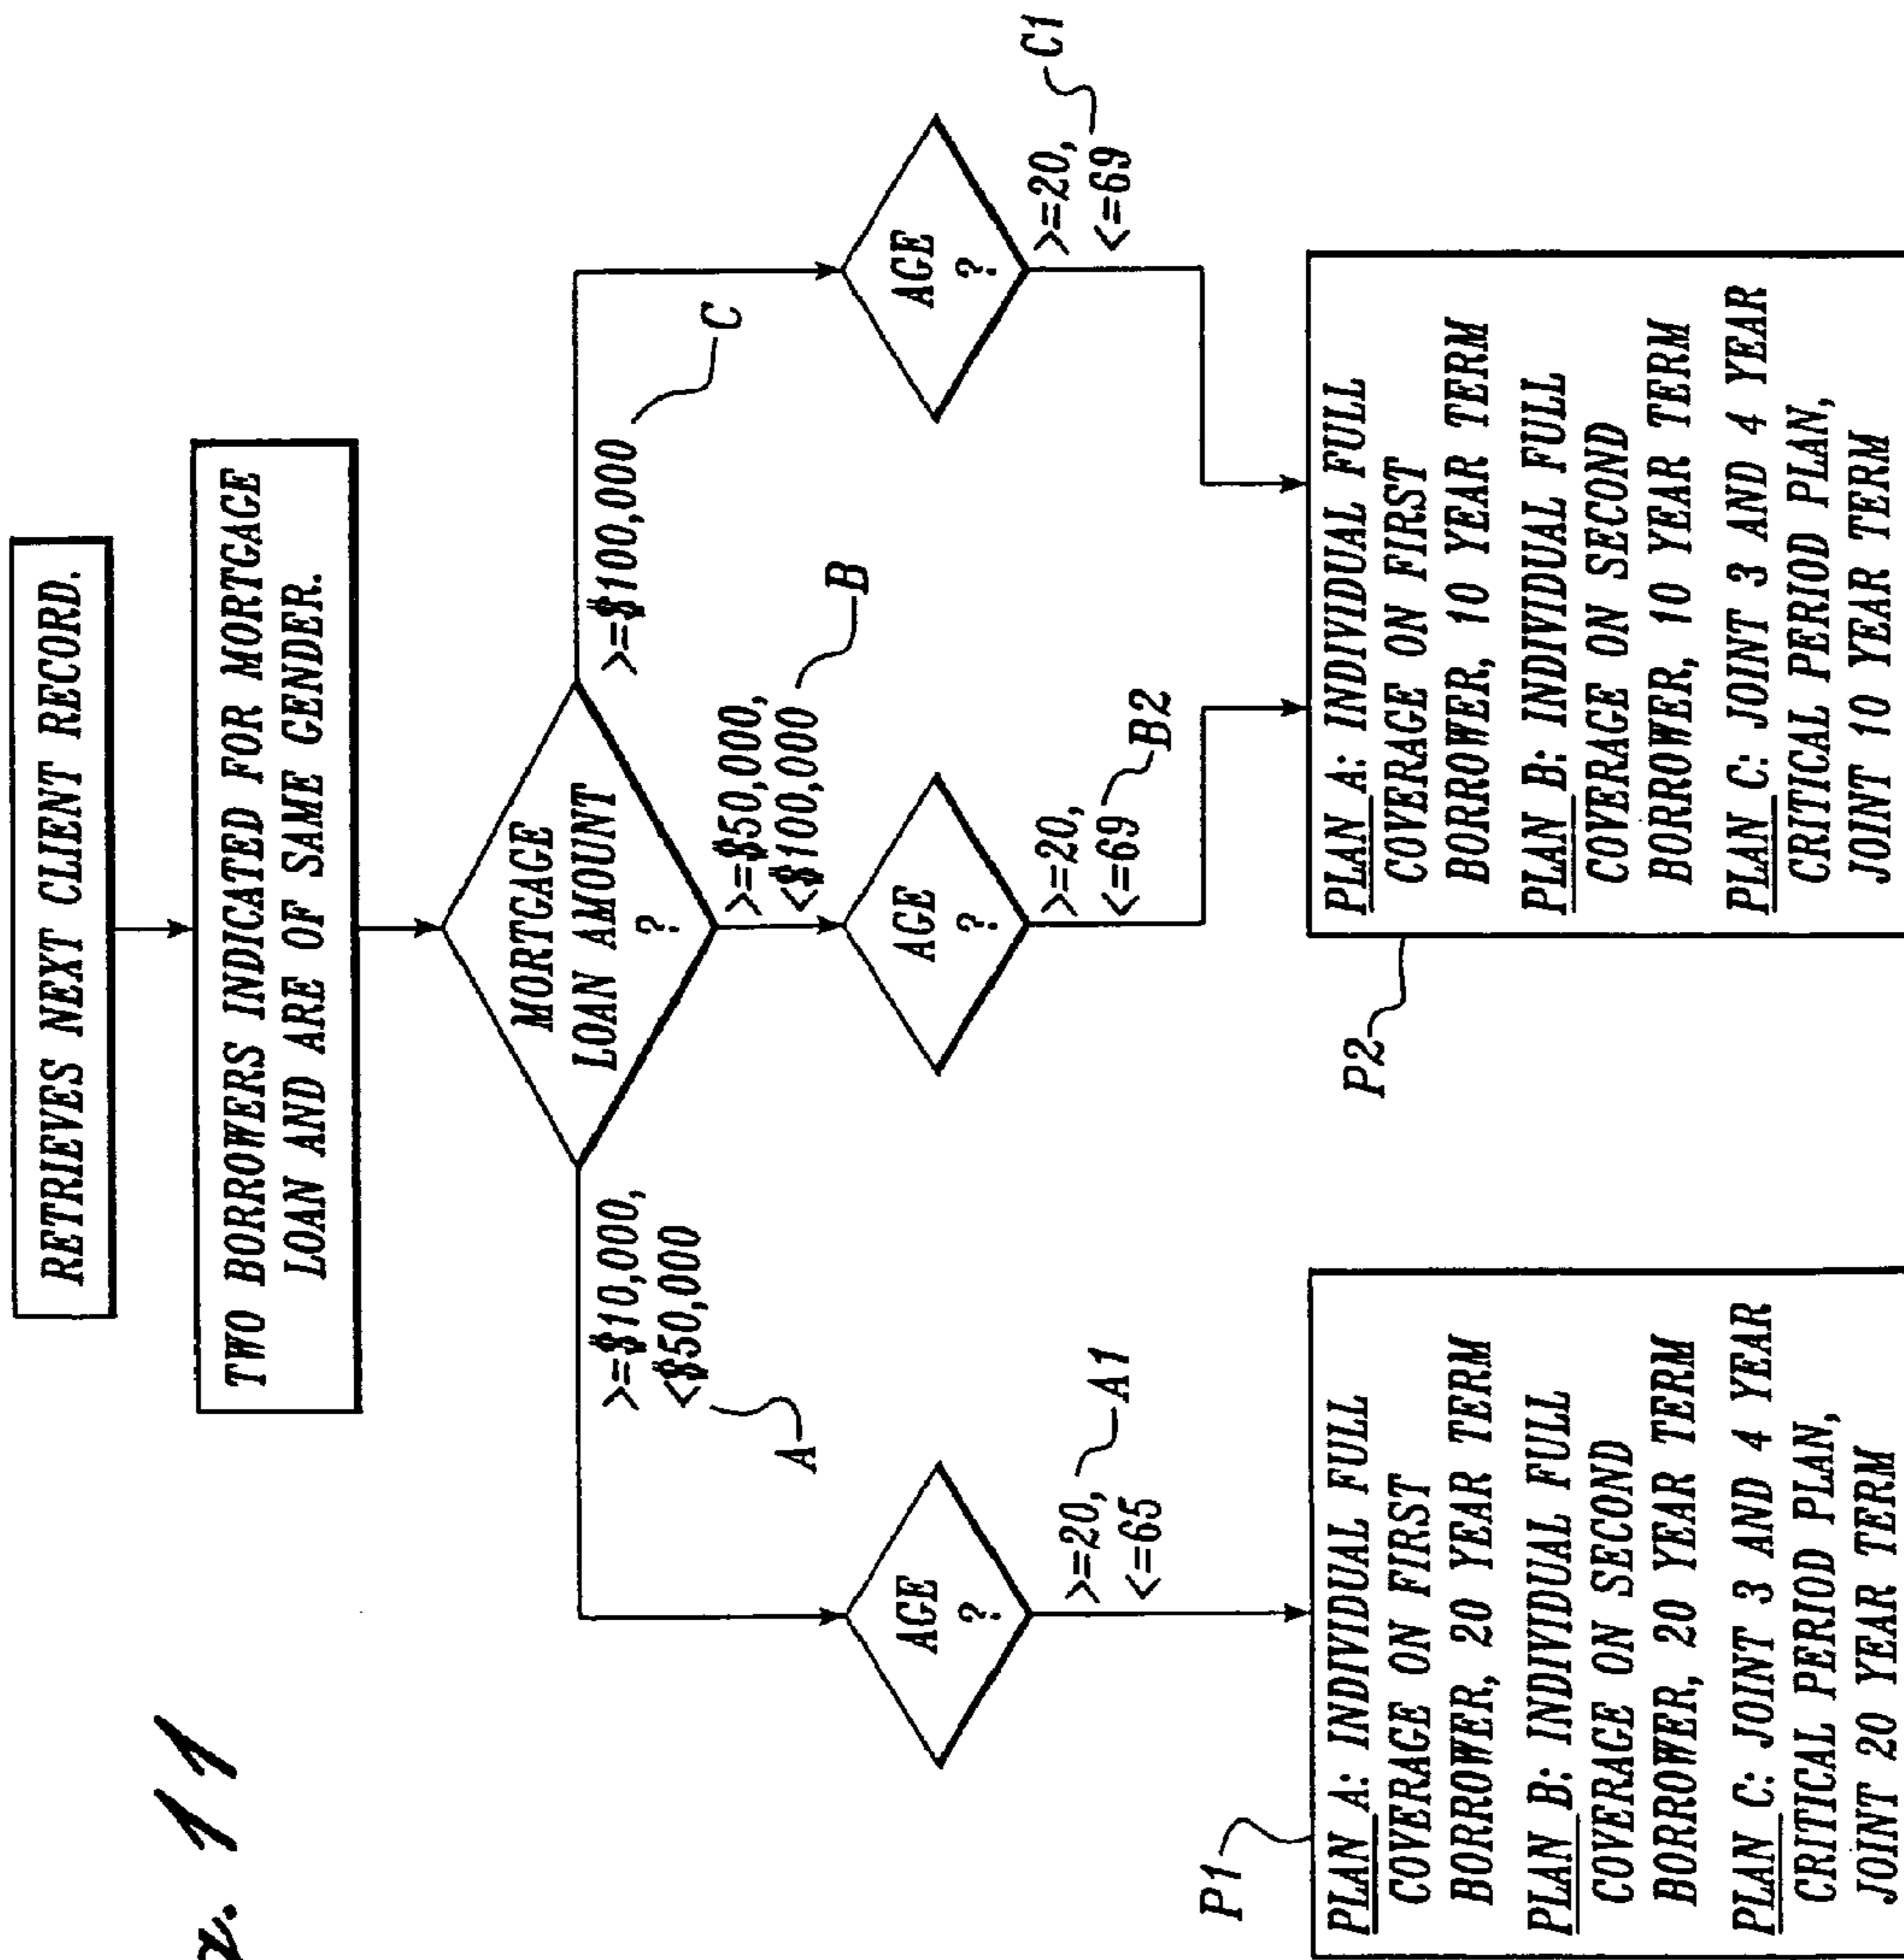 RETRIEVES NEXT CLIENT RECORD.
TWO BORROWERS INDICATED FOR MORTGAGE
LOAN AND ARE OF SAME GENDER.
MORTGAGE
LOAN AMOUNT
?
>=$10,000,
<$50,000
A
>=$50,000,
<$100,000
B
>=$100,000
C
AGE
?
>=20,
<=65
A1
AGE
?
>=20,
<=69
B2
AGE
?
>=20,
<=69
C1
P1
PLAN A: INDIVIDUAL FULL
COVERAGE ON FIRST
BORROWER, 20 YEAR TERM
PLAN B: INDIVIDUAL FULL
COVERAGE ON SECOND
BORROWER, 20 YEAR TERM
PLAN C: JOINT 3 AND 4 YEAR
CRITICAL PERIOD PLAN,
JOINT 20 YEAR TERM
P2
PLAN A: INDIVIDUAL FULL
COVERAGE ON FIRST
BORROWER, 10 YEAR TERM
PLAN B: INDIVIDUAL FULL
COVERAGE ON SECOND
BORROWER, 10 YEAR TERM
PLAN C: JOINT 3 AND 4 YEAR
CRITICAL PERIOD PLAN,
JOINT 10 YEAR TERM
11